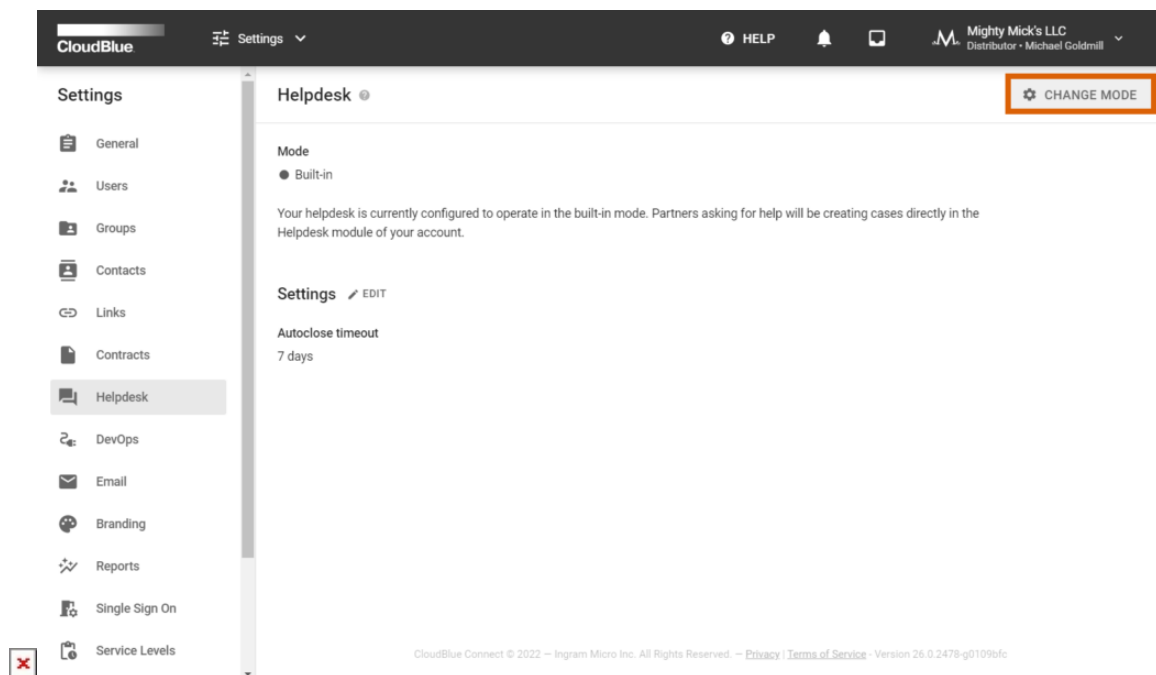 CloudBlue
Settings
HELP
Mighty Mick's LLC
Distributor • Michael Goldmill
.M.
Settings
General
Users
Groups
Contacts
Links
Contracts
Helpdesk
DevOps
Email
Branding
Reports
Single Sign On
Service Levels
Helpdesk
CHANGE MODE
Mode
Built-in
Your helpdesk is currently configured to operate in the built-in mode. Partners asking for help will be creating cases directly in the
Helpdesk module of your account.
Settings EDIT
Autoclose timeout
7 days
CloudBlue Connect © 2022 — Ingram Micro Inc. All Rights Reserved. — Privacy | Terms of Service - Version 26.0.2478-g0109bfc